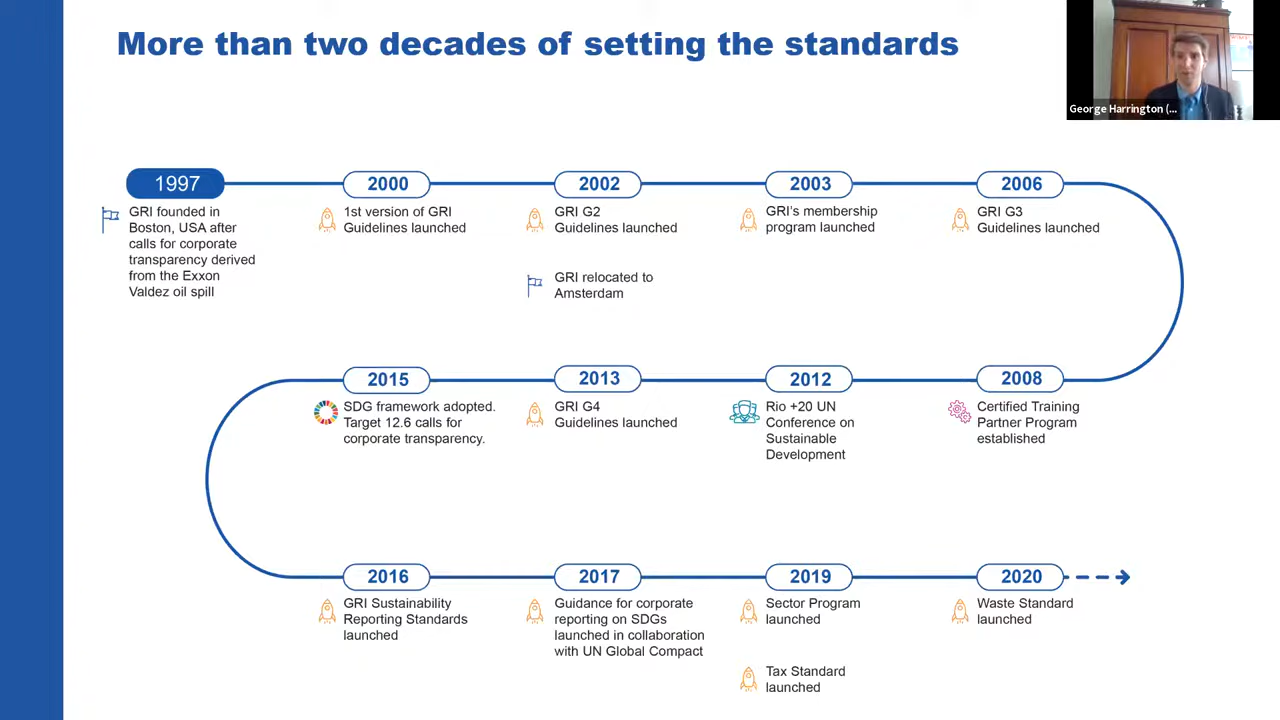 More than two decades of setting the standards
George Harrington (...
1997
GRI founded in
Boston, USA after
calls for corporate
transparency derived
from the Exxon
Valdez oil spill
2000
1st version of GRI
Guidelines launched
2002
GRI G2
Guidelines launched
GRI relocated to
Amsterdam
2003
GRI's membership
program launched
2006
GRI G3
Guidelines launched
2015
SDG framework adopted.
Target 12.6 calls for
corporate transparency.
2013
GRI G4
Guidelines launched
2012
Rio +20 UN
Conference on
Sustainable
Development
2008
Certified Training
Partner Program
established
2016
GRI Sustainability
Reporting Standards
launched
2017
Guidance for corporate
reporting on SDGs
launched in collaboration
with UN Global Compact
2019
Sector Program
launched
Tax Standard
launched
2020
Waste Standard
launched